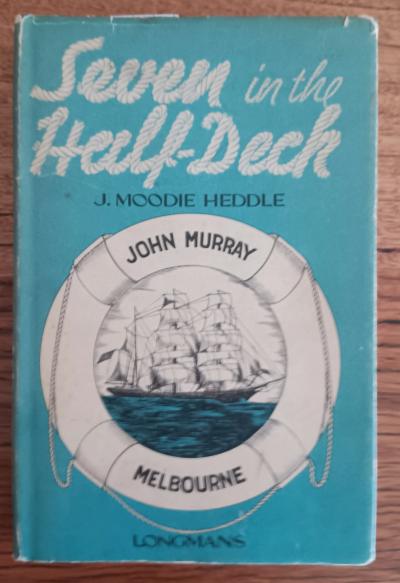 Seven in the
Half-Deck
J. MOODIE HEDDLE
JOHN MURRAY
MELBOURNE
LONGMANS